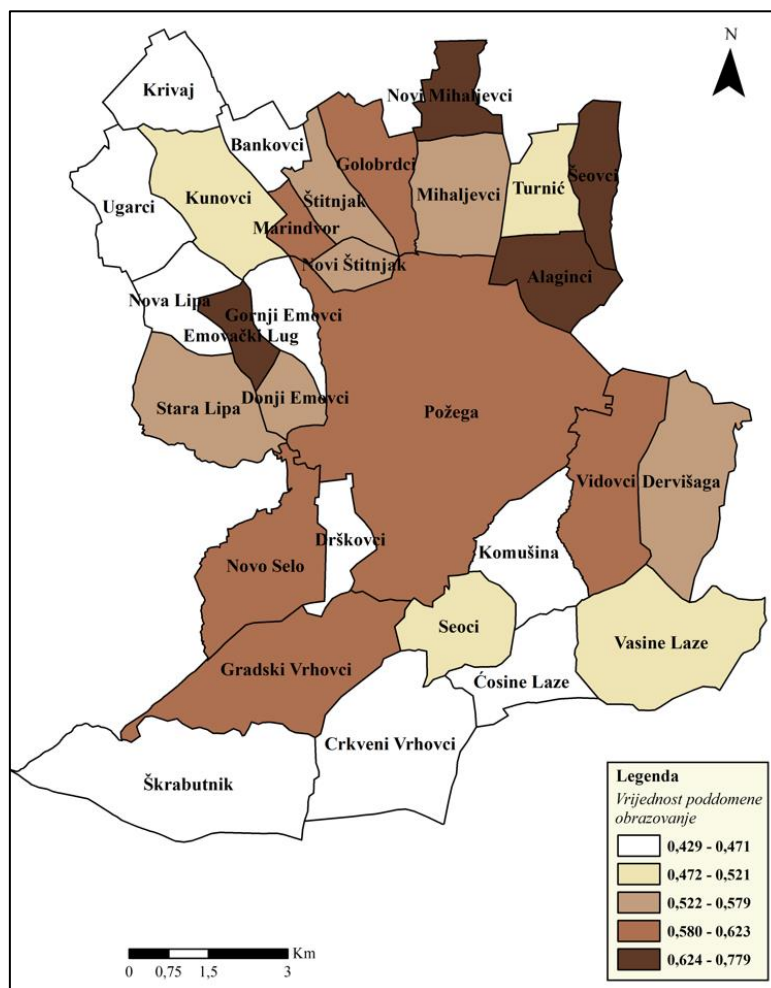 N
Krivaj
Novi Mihaljevci
Bankovci
Golobrdci
Šeovci
Ugarci
Kunovci
Štitnjak
Mihaljevci
Turnić
Marindvor
Novi Štitnjak
Alaginci
Nova Lipa
Gornji Emovci
Emovački Lug
Stara Lipa
Donji Emovci
Požega
Vidovci
Dervišaga
Drškovci
Komušina
Novo Selo
Seoci
Vasine Laze
Gradski Vrhovci
Ćosine Laze
Crkveni Vrhovci
Škrabutnik
Legenda
Vrijednost poddomene
obrazovanje
0,429 - 0,471
0,472 - 0,521
0,522 - 0,579
0,580 - 0,623
0,624 - 0,779
Km
0 0,75 1,5 3